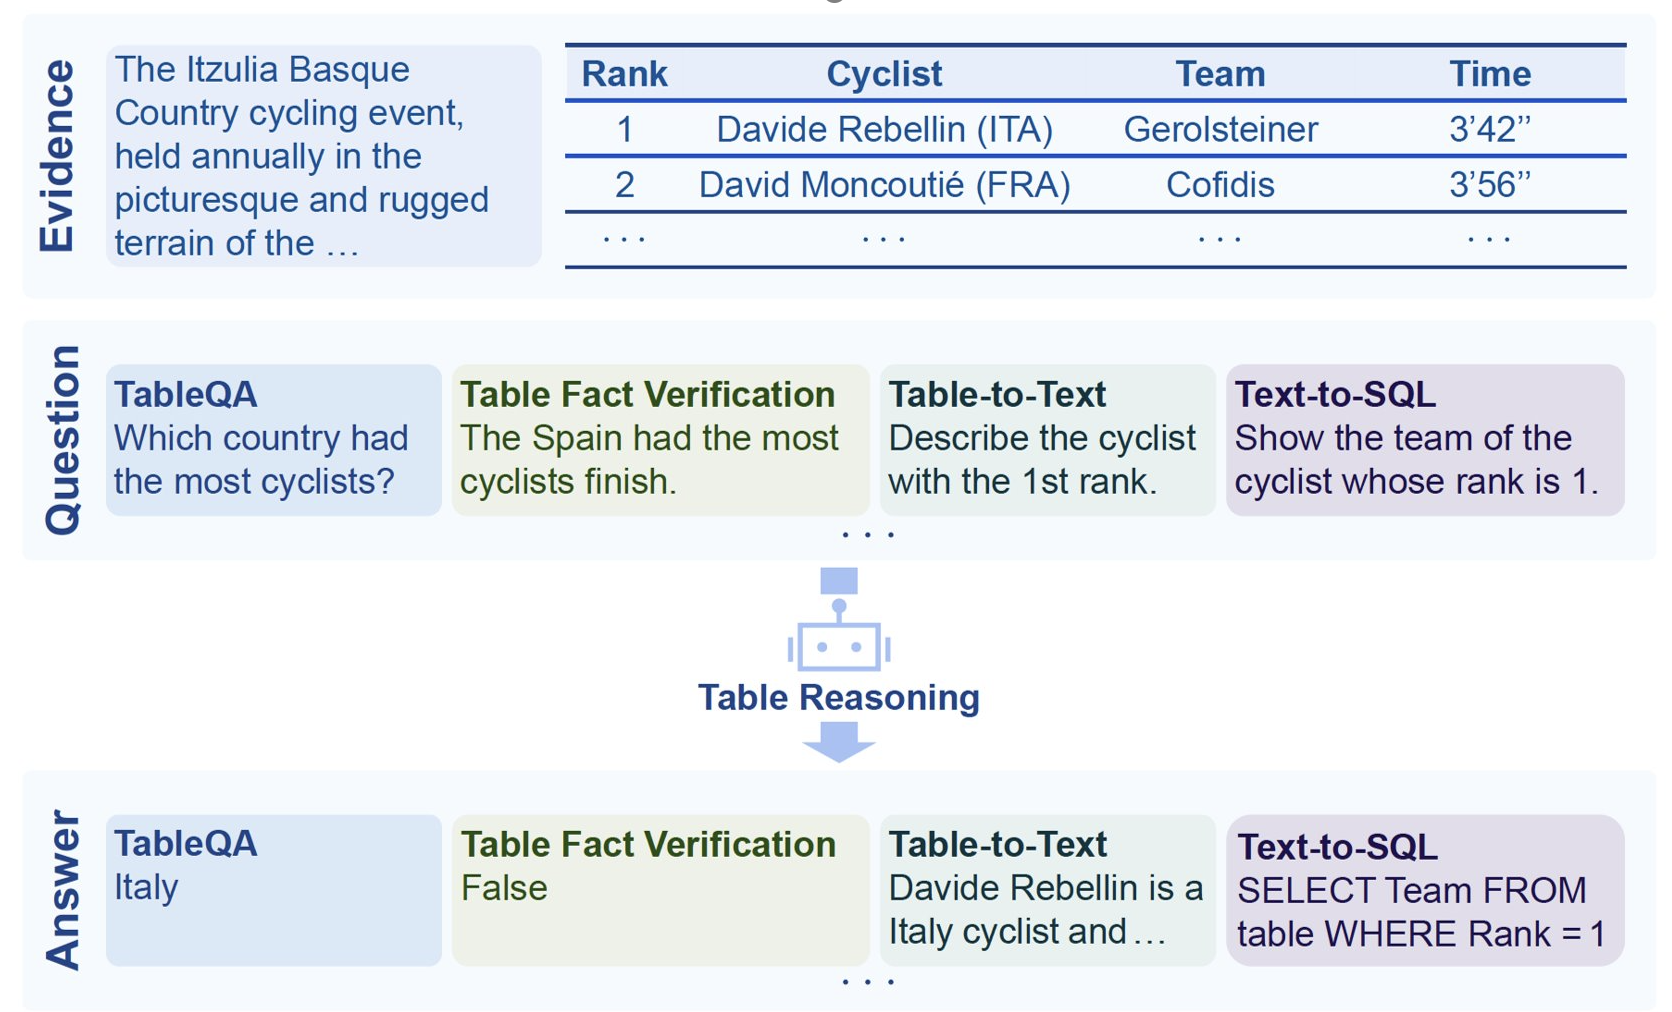 Evidence
The Itzulia Basque
Country cycling event,
held annually in the
picturesque and rugged
terrain of the …
Rank Cyclist Team Time
1 Davide Rebellin (ITA) Gerolsteiner 3’42’’
2 David Moncoutié (FRA) Cofidis 3’56’’
... ... ... ...
Question
TableQA
Which country had
the most cyclists?
Table Fact Verification
The Spain had the most
cyclists finish.
Table-to-Text
Describe the cyclist
with the 1st rank.
Text-to-SQL
Show the team of the
cyclist whose rank is 1.
...
Table Reasoning
Answer
TableQA
Italy
Table Fact Verification
False
Table-to-Text
Davide Rebellin is a
Italy cyclist and ...
Text-to-SQL
SELECT Team FROM
table WHERE Rank = 1
...